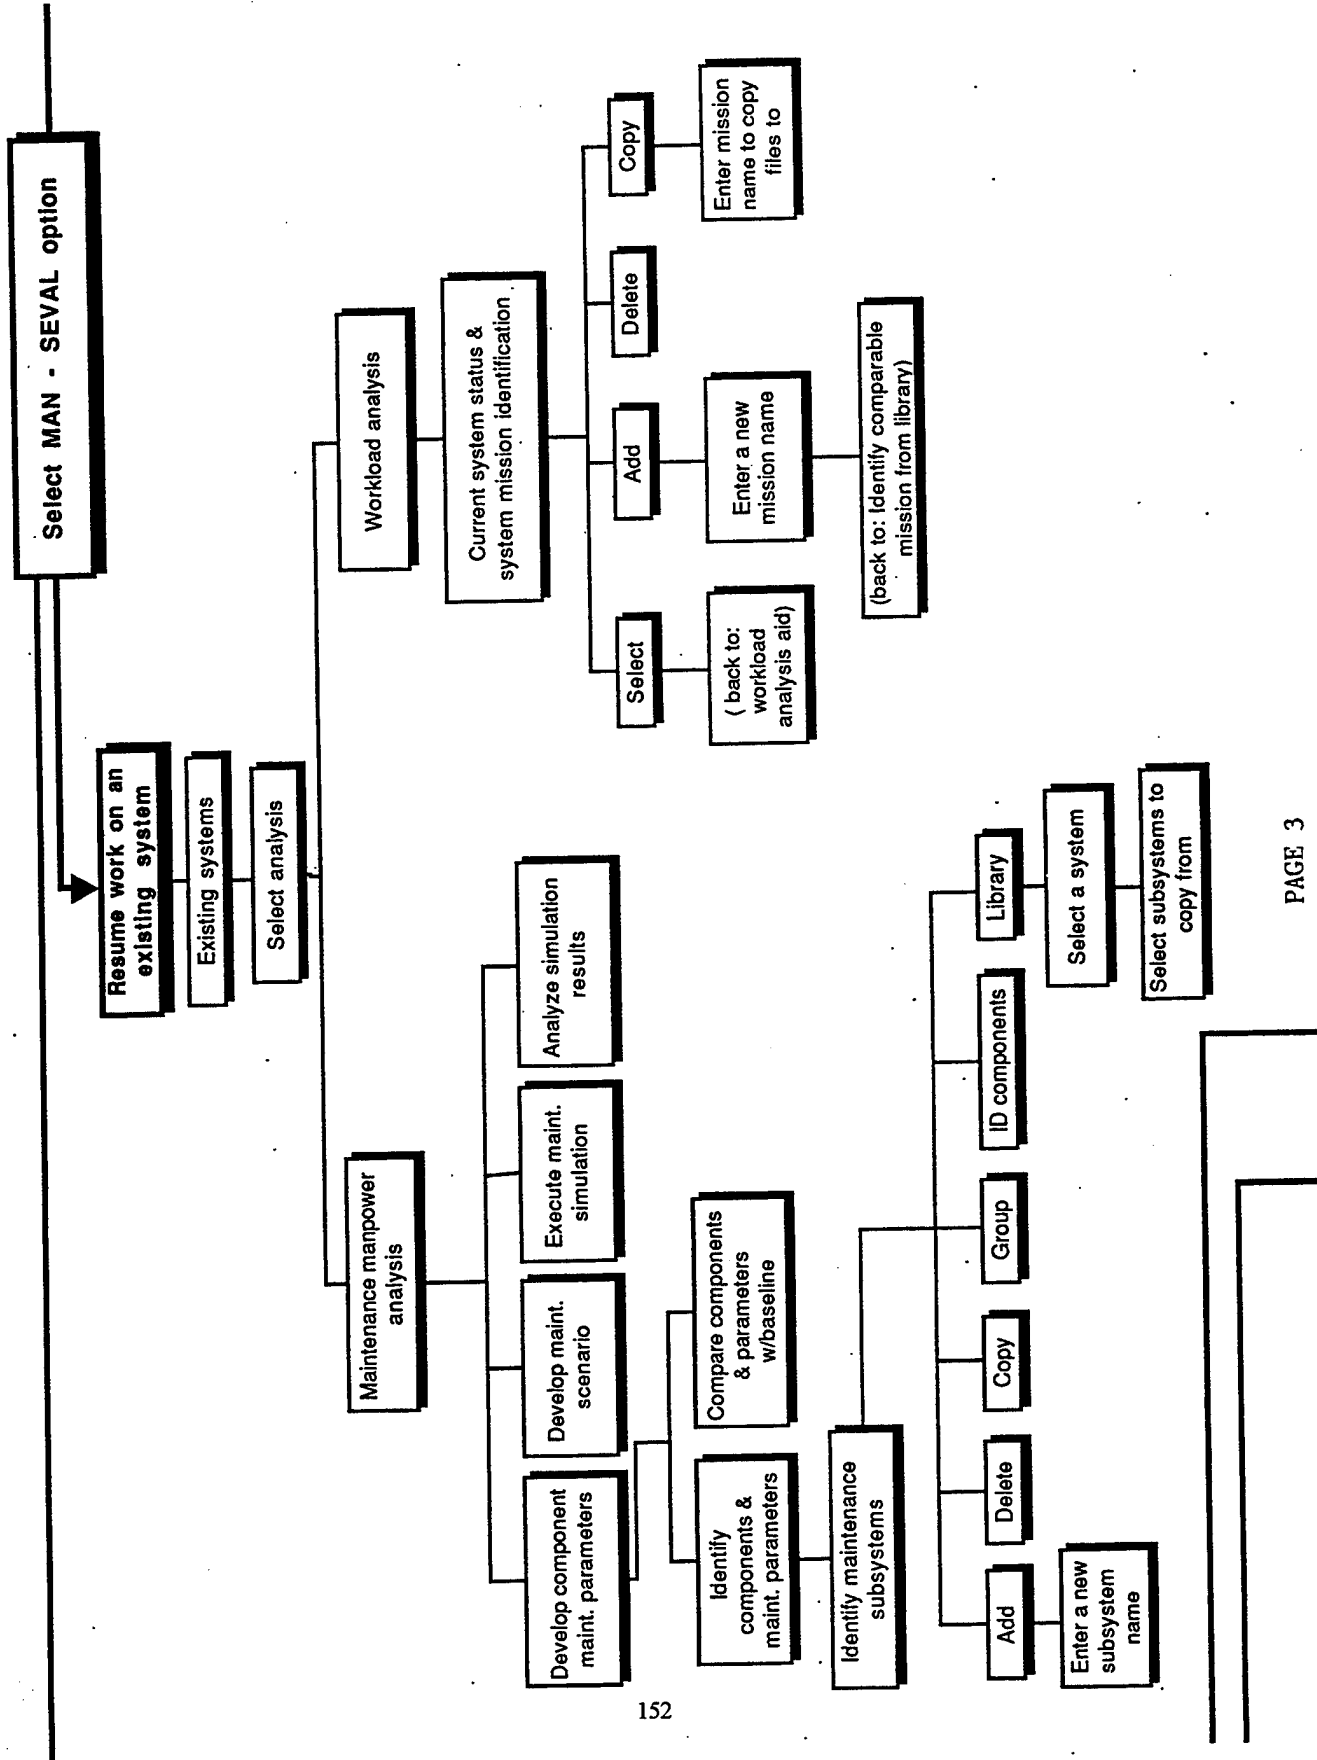 Select MAN - SEVAL option
Resume work on an
existing system
Existing systems
Select analysis
Maintenance manpower
analysis
Workload analysis
Current system status &
system mission identification
Develop component
maint. parameters
Develop maint.
scenario
Execute maint.
simulation
Analyze simulation
results
Select
Add
Delete
Copy
( back to:
workload
analysis aid)
Enter a new
mission name
Enter mission
name to copy
files to
(back to: Identify comparable
mission from library)
Identify
components &
maint. parameters
Compare components
& parameters
w/baseline
Identify maintenance
subsystems
Add
Delete
Copy
Group
ID components
Library
Enter a new
subsystem
name
Select a system
Select subsystems to
copy from
PAGE 3
152